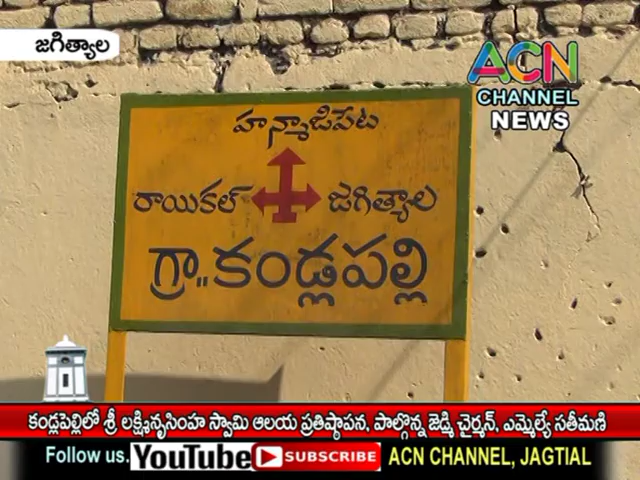 జగిత్యాల
ACN
CHANNEL
NEWS
హన్మాజిపేట
రాయికల్ జగిత్యాల
గ్రా.. కండ్లపల్లి
కండ్లపెల్లిలో శ్రీ లక్ష్మినృసింహ స్వామి ఆలయ ప్రతిష్ఠాపన, పాల్గొన్న జెడ్పి చైర్మన్, ఎమ్మెల్యే సతీమణి
Follow us. YouTube SUBSCRIBE ACN CHANNEL, JAGTIAL